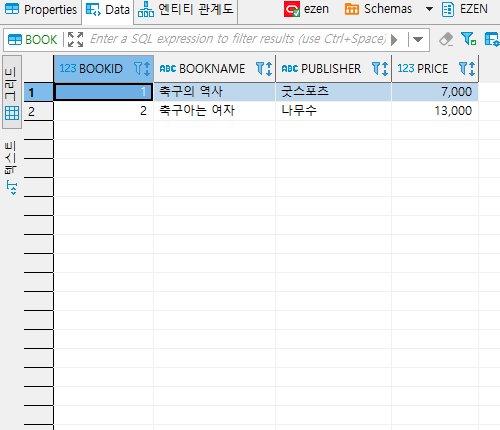 Properties Data 엔티티 관계도 ezen Schemas EZEN
BOOK Enter a SQL expression to filter results (use Ctrl+Space)
123 BOOKID ABC BOOKNAME ABC PUBLISHER 123 PRICE
1 1 축구의 역사 굿스포츠 7,000
2 2 축구아는 여자 나무수 13,000
그리드
텍스트